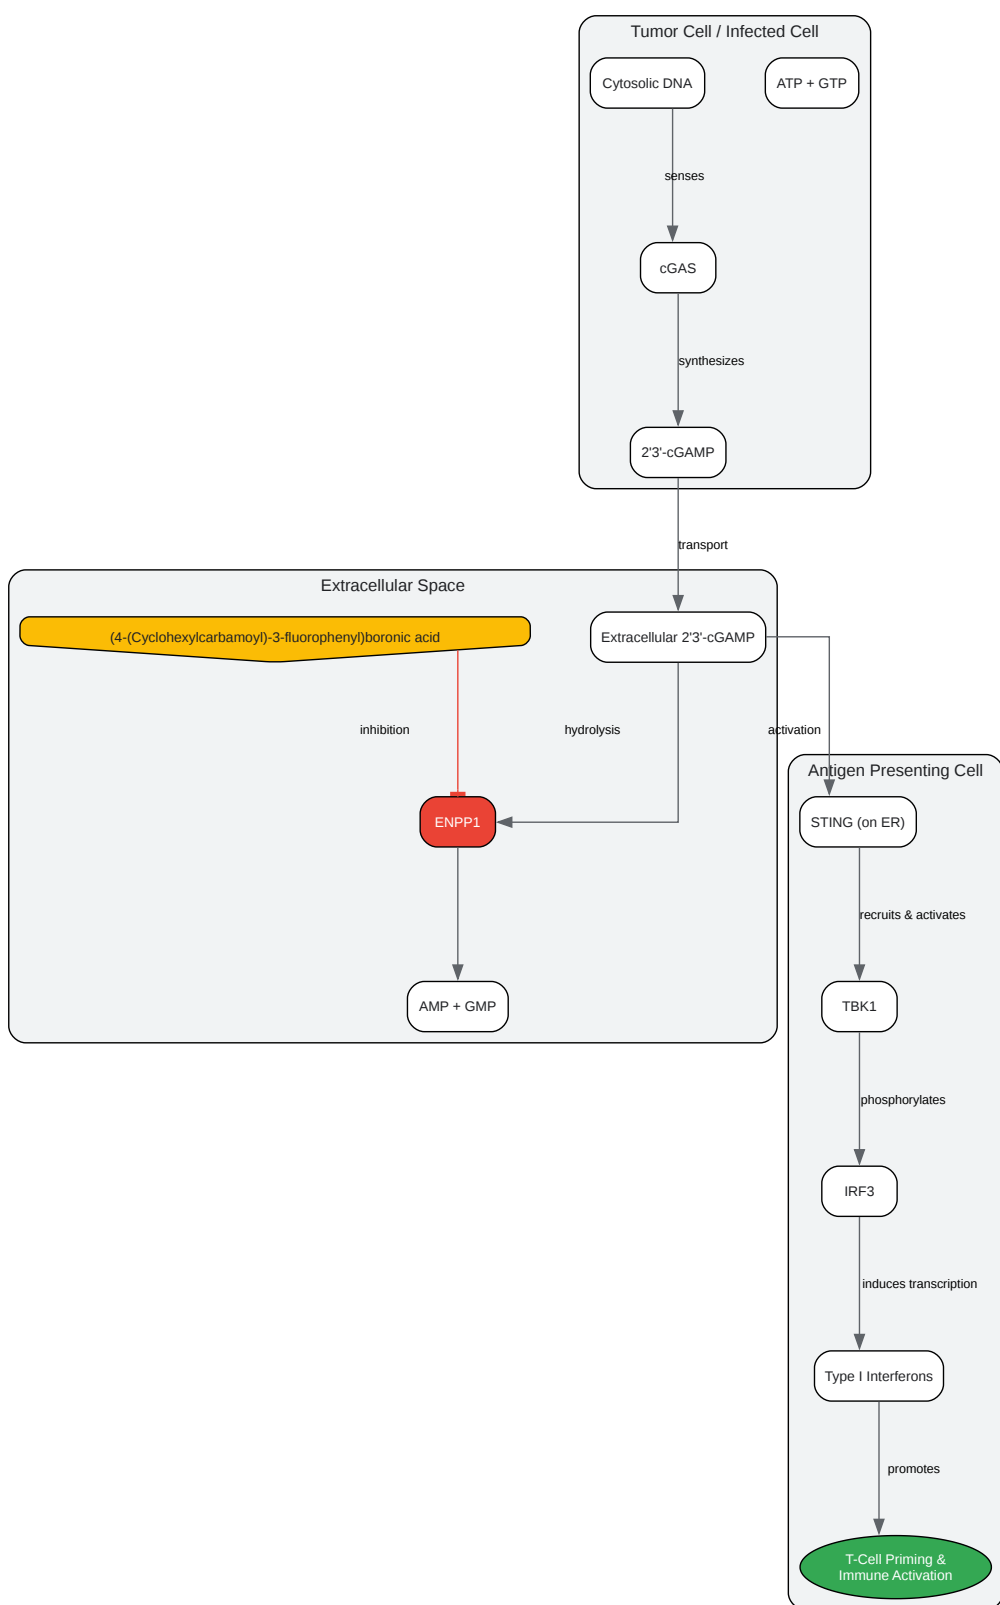 Tumor Cell / Infected Cell
Cytosolic DNA
ATP + GTP
senses
cGAS
synthesizes
2'3'-cGAMP
transport
Extracellular Space
(4-(Cyclohexylcarbamoyl)-3-fluorophenyl)boronic acid
Extracellular 2'3'-cGAMP
inhibition
hydrolysis
activation
Antigen Presenting Cell
ENPP1
STING (on ER)
recruits & activates
AMP + GMP
TBK1
phosphorylates
IRF3
induces transcription
Type I Interferons
promotes
T-Cell Priming &
Immune Activation